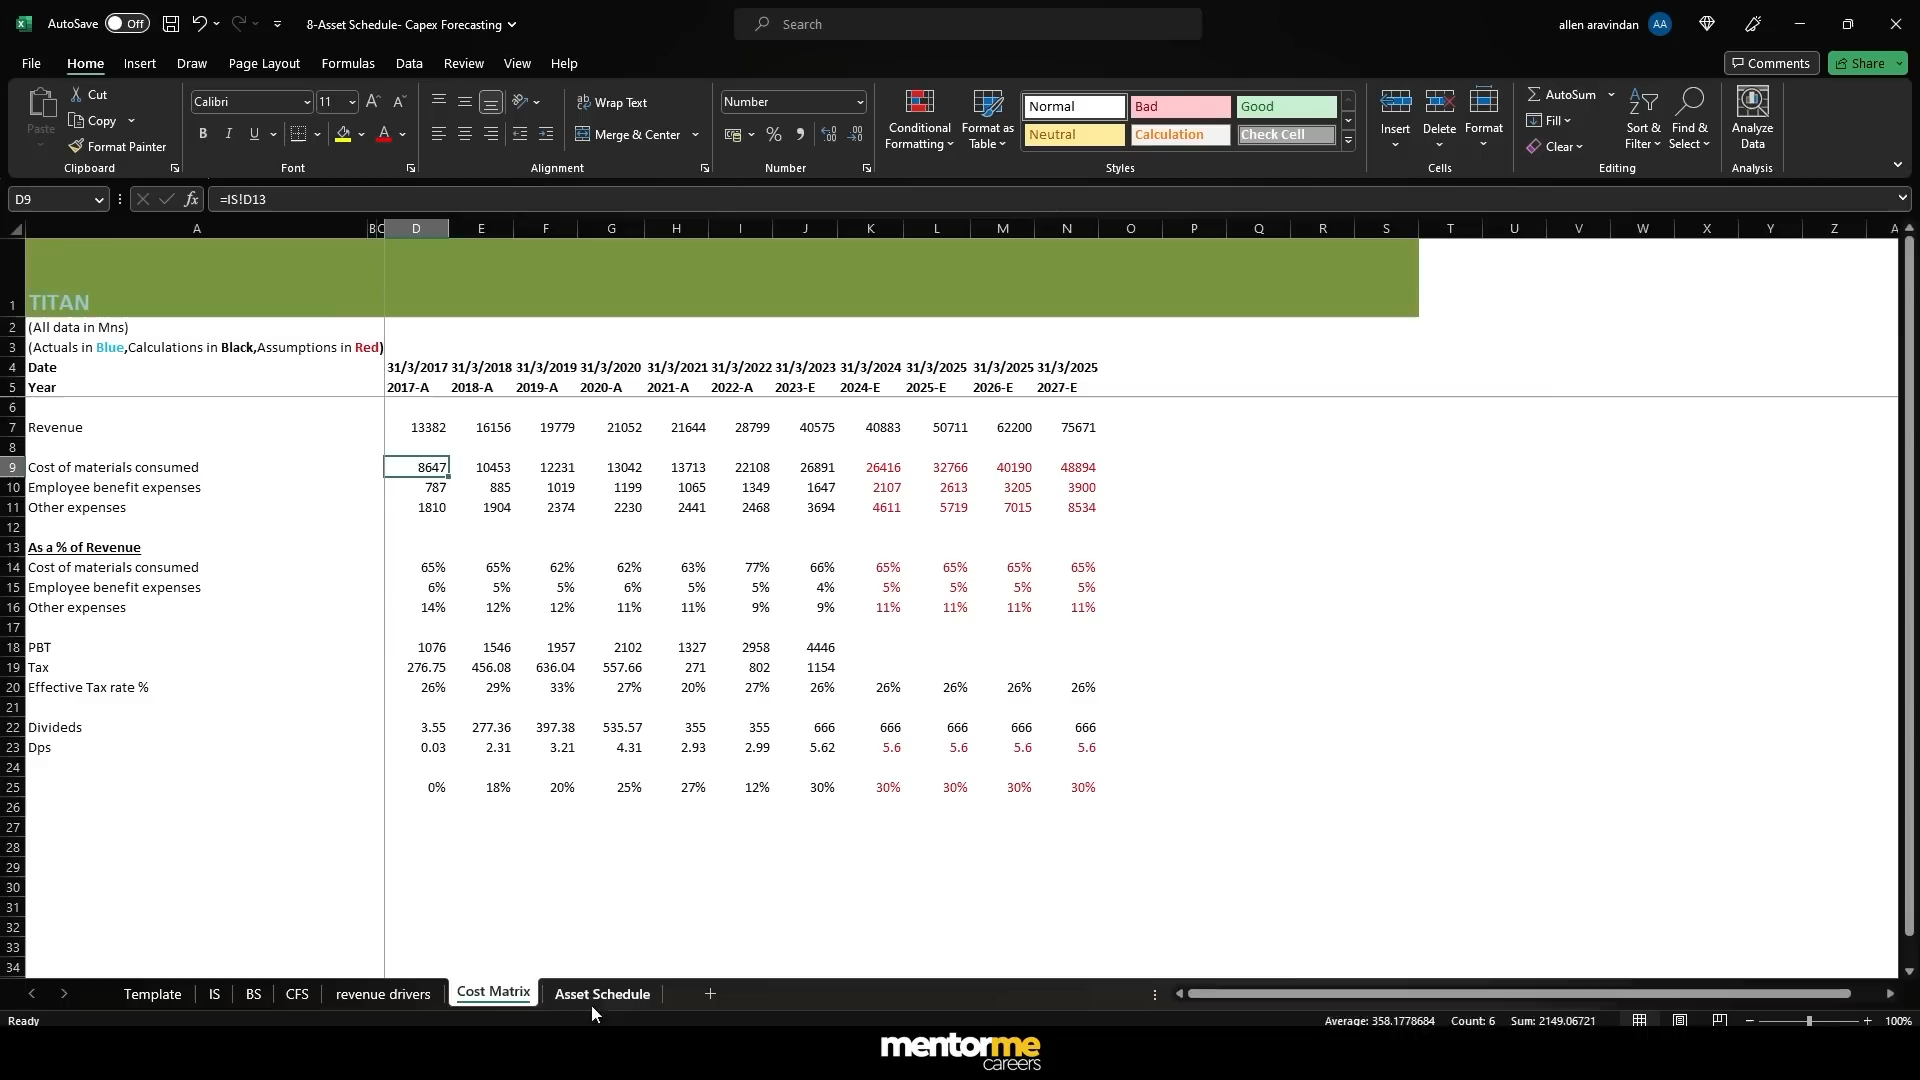 AutoSave Off 8-Asset Schedule- Capex Forecasting Search allen aravindan AA
File Home Insert Draw Page Layout Formulas Data Review View Help Comments Share
Paste Cut Copy Format Painter Clipboard
Calibri 11 B I U A Font
Wrap Text Merge & Center Alignment
Number % Number
Conditional Formatting Format as Table Normal Bad Good Neutral Calculation Check Cell Styles
Insert Delete Format Cells
AutoSum Fill Clear Sort & Filter Find & Select Editing
Analyze Data Analysis
D9 fx =IS!D13
A B C D E F G H I J K L M N O P Q R S T U V W X Y Z A
1 TITAN
2 (All data in Mns)
3 (Actuals in Blue,Calculations in Black,Assumptions in Red)
4 Date 31/3/2017 31/3/2018 31/3/2019 31/3/2020 31/3/2021 31/3/2022 31/3/2023 31/3/2024 31/3/2025 31/3/2025 31/3/2025
5 Year 2017-A 2018-A 2019-A 2020-A 2021-A 2022-A 2023-E 2024-E 2025-E 2026-E 2027-E
6
7 Revenue 13382 16156 19779 21052 21644 28799 40575 40883 50711 62200 75671
8
9 Cost of materials consumed 8647 10453 12231 13042 13713 22108 26891 26416 32766 40190 48894
10 Employee benefit expenses 787 885 1019 1199 1065 1349 1647 2107 2613 3205 3900
11 Other expenses 1810 1904 2374 2230 2441 2468 3694 4611 5719 7015 8534
12
13 As a % of Revenue
14 Cost of materials consumed 65% 65% 62% 62% 63% 77% 66% 65% 65% 65% 65%
15 Employee benefit expenses 6% 5% 5% 6% 5% 5% 4% 5% 5% 5% 5%
16 Other expenses 14% 12% 12% 11% 11% 9% 9% 11% 11% 11% 11%
17
18 PBT 1076 1546 1957 2102 1327 2958 4446
19 Tax 276.75 456.08 636.04 557.66 271 802 1154
20 Effective Tax rate % 26% 29% 33% 27% 20% 27% 26% 26% 26% 26% 26%
21
22 Divideds 3.55 277.36 397.38 535.57 355 355 666 666 666 666 666
23 Dps 0.03 2.31 3.21 4.31 2.93 2.99 5.62 5.6 5.6 5.6 5.6
24
25 0% 18% 20% 25% 27% 12% 30% 30% 30% 30% 30%
26
27
28
29
30
31
32
33
34
Template IS BS CFS revenue drivers Cost Matrix Asset Schedule
Ready Average: 358.1778684 Count: 6 Sum: 2149.06721 100%
mentorme
careers